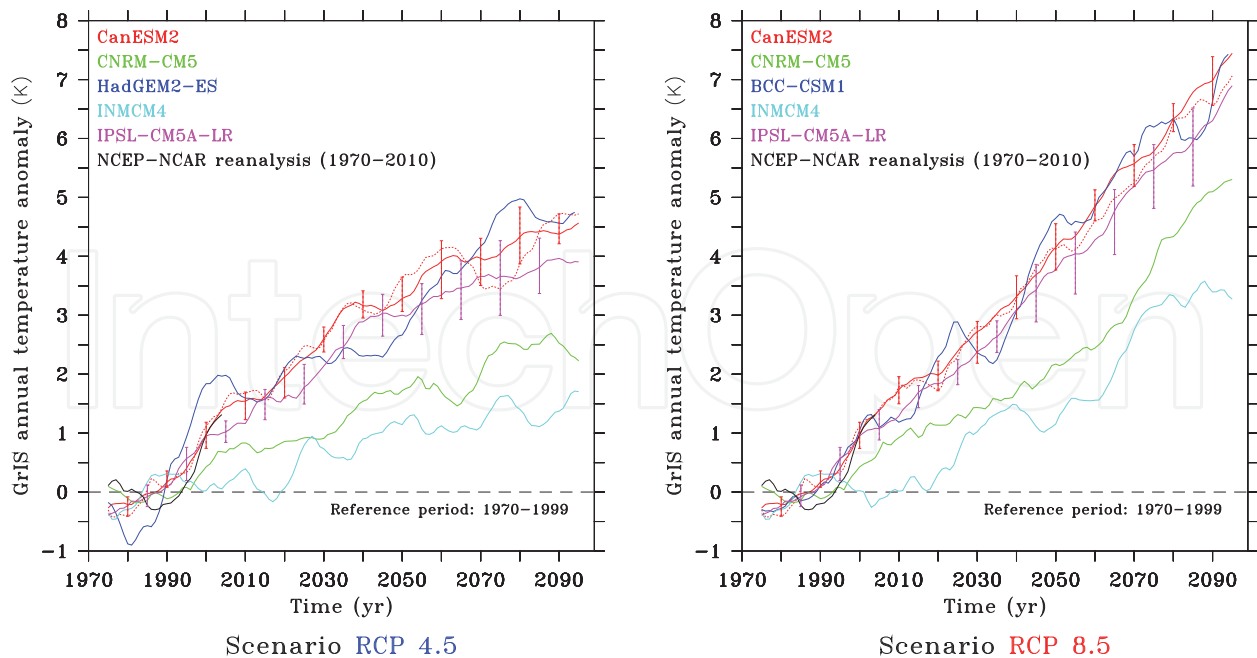 8
7
6
5
4
3
2
1
0
-1
GrIS annual temperature anomaly (K)
CanESM2
CNRM-CM5
HadGEM2-ES
INMCM4
IPSL-CM5A-LR
NCEP-NCAR reanalysis (1970-2010)
Reference period: 1970-1999
1970 1990 2010 2030 2050 2070 2090
Time (yr)
Scenario RCP 4.5
8
7
6
5
4
3
2
1
0
-1
GrIS annual temperature anomaly (K)
CanESM2
CNRM-CM5
BCC-CSM1
INMCM4
IPSL-CM5A-LR
NCEP-NCAR reanalysis (1970-2010)
Reference period: 1970-1999
1970 1990 2010 2030 2050 2070 2090
Time (yr)
Scenario RCP 8.5
IntechOpen